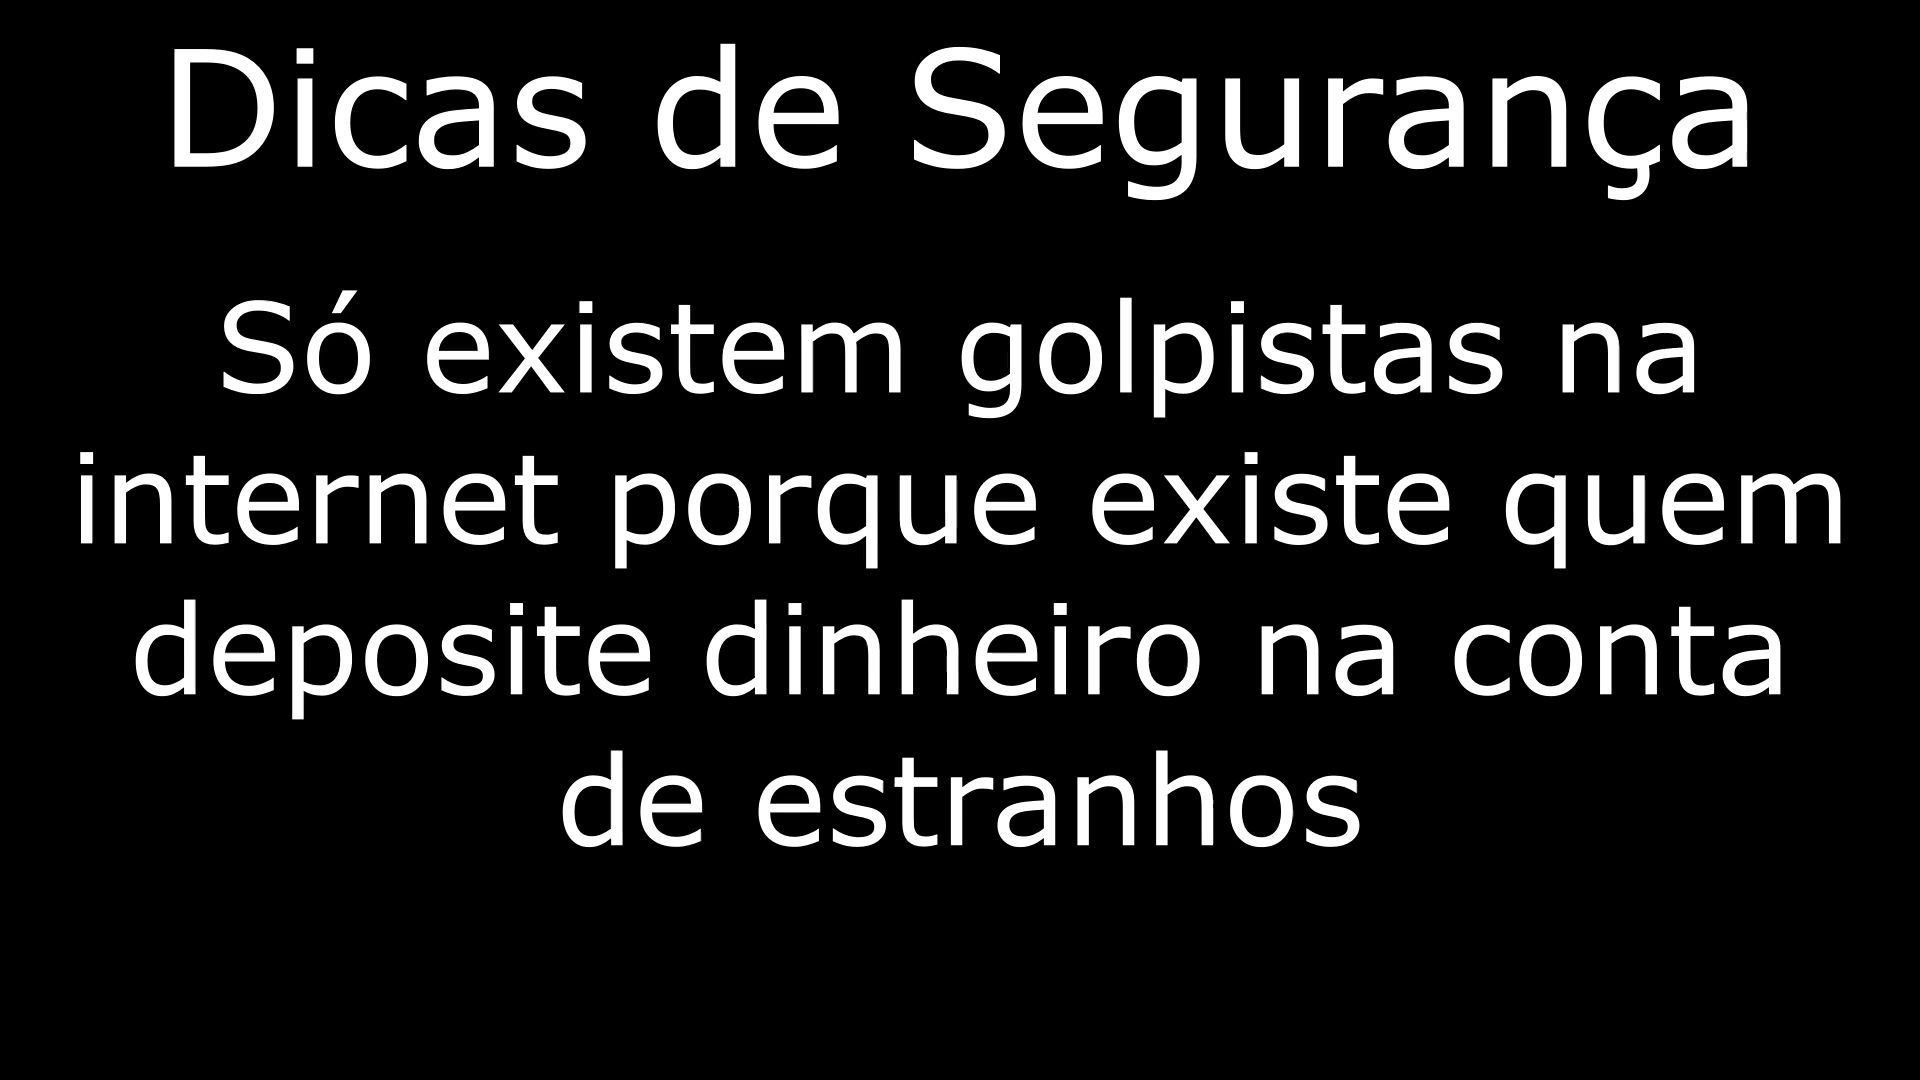 Dicas de Segurança
Só existem golpistas na
internet porque existe quem
deposite dinheiro na conta
de estranhos